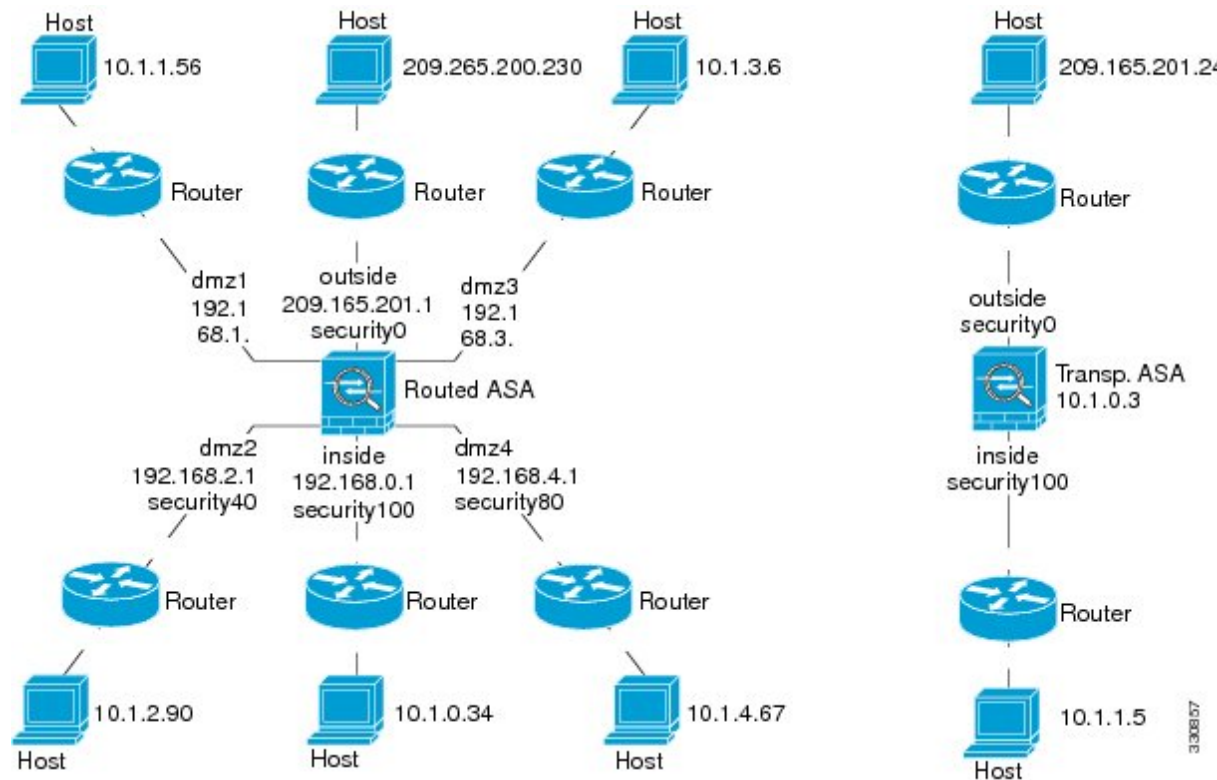 Host
10.1.1.56
Router
Host
209.265.200.230
Router
Host
10.1.3.6
Router
dmz1
192.1
68.1.
outside
209.165.201.1
security0
dmz3
192.1
68.3.
Routed ASA
dmz2
192.168.2.1
security40
inside
192.168.0.1
security100
dmz4
192.168.4.1
security80
Router
Router
Router
10.1.2.90
Host
10.1.0.34
Host
10.1.4.67
Host
Host
209.165.201.24
Router
outside
security0
Transp. ASA
10.1.0.3
inside
security100
Router
10.1.1.5
Host
330857